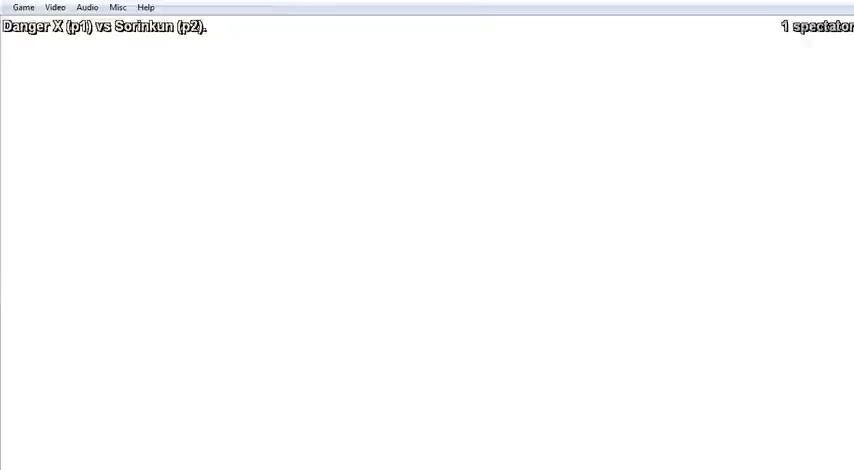 Game Video Audio Misc Help
Danger X (p1) vs Sorinkun (p2).
1 spectator